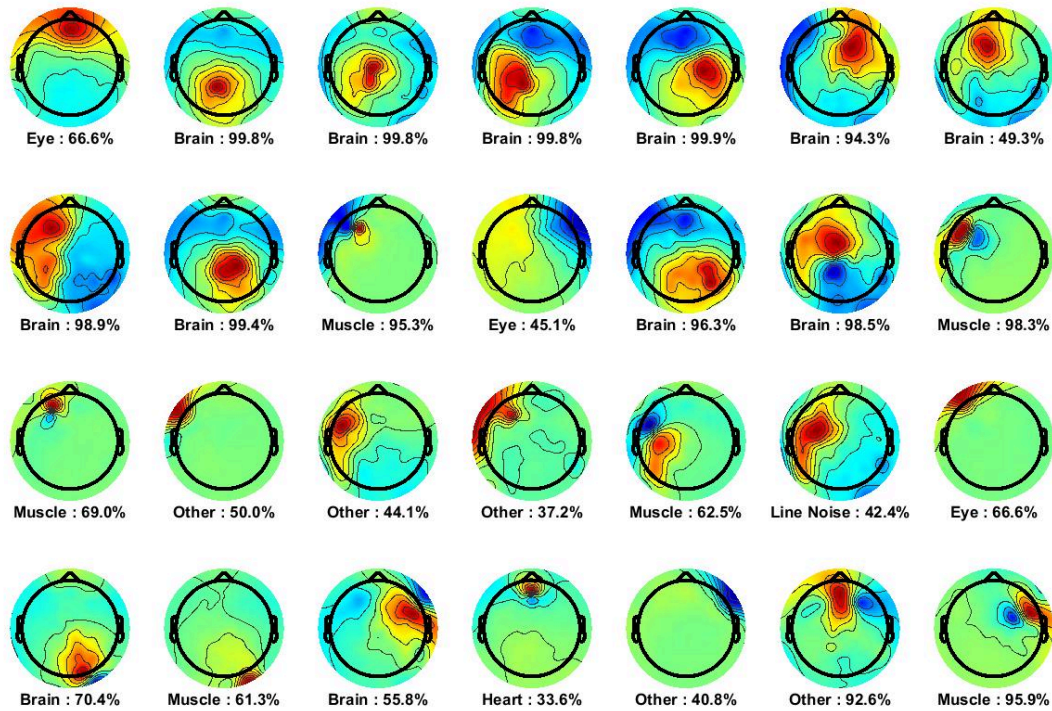 Eye : 66.6% Brain : 99.8% Brain : 99.8% Brain : 99.8% Brain : 99.9% Brain : 94.3% Brain : 49.3%
Brain : 98.9% Brain : 99.4% Muscle : 95.3% Eye : 45.1% Brain : 96.3% Brain : 98.5% Muscle : 98.3%
Muscle : 69.0% Other : 50.0% Other : 44.1% Other : 37.2% Muscle : 62.5% Line Noise : 42.4% Eye : 66.6%
Brain : 70.4% Muscle : 61.3% Brain : 55.8% Heart : 33.6% Other : 40.8% Other : 92.6% Muscle : 95.9%